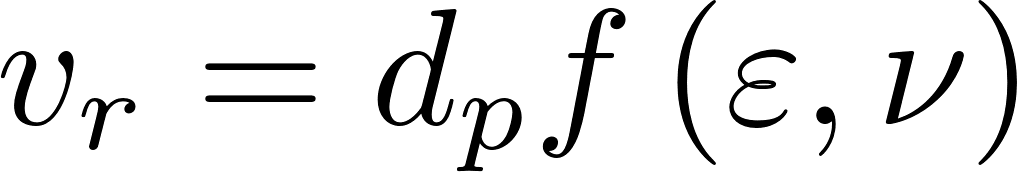 v_r = d_p f (ε, ν)